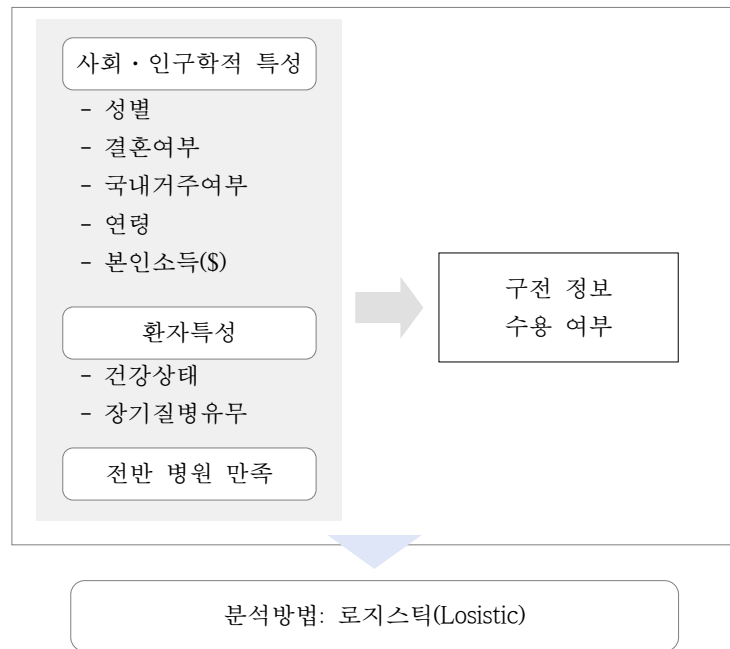 사회・인구학적 특성
- 성별
- 결혼여부
- 국내거주여부
- 연령
- 본인소득($)
환자특성
- 건강상태
- 장기질병유무
전반 병원 만족
구전 정보
수용 여부
분석방법: 로지스틱(Losistic)